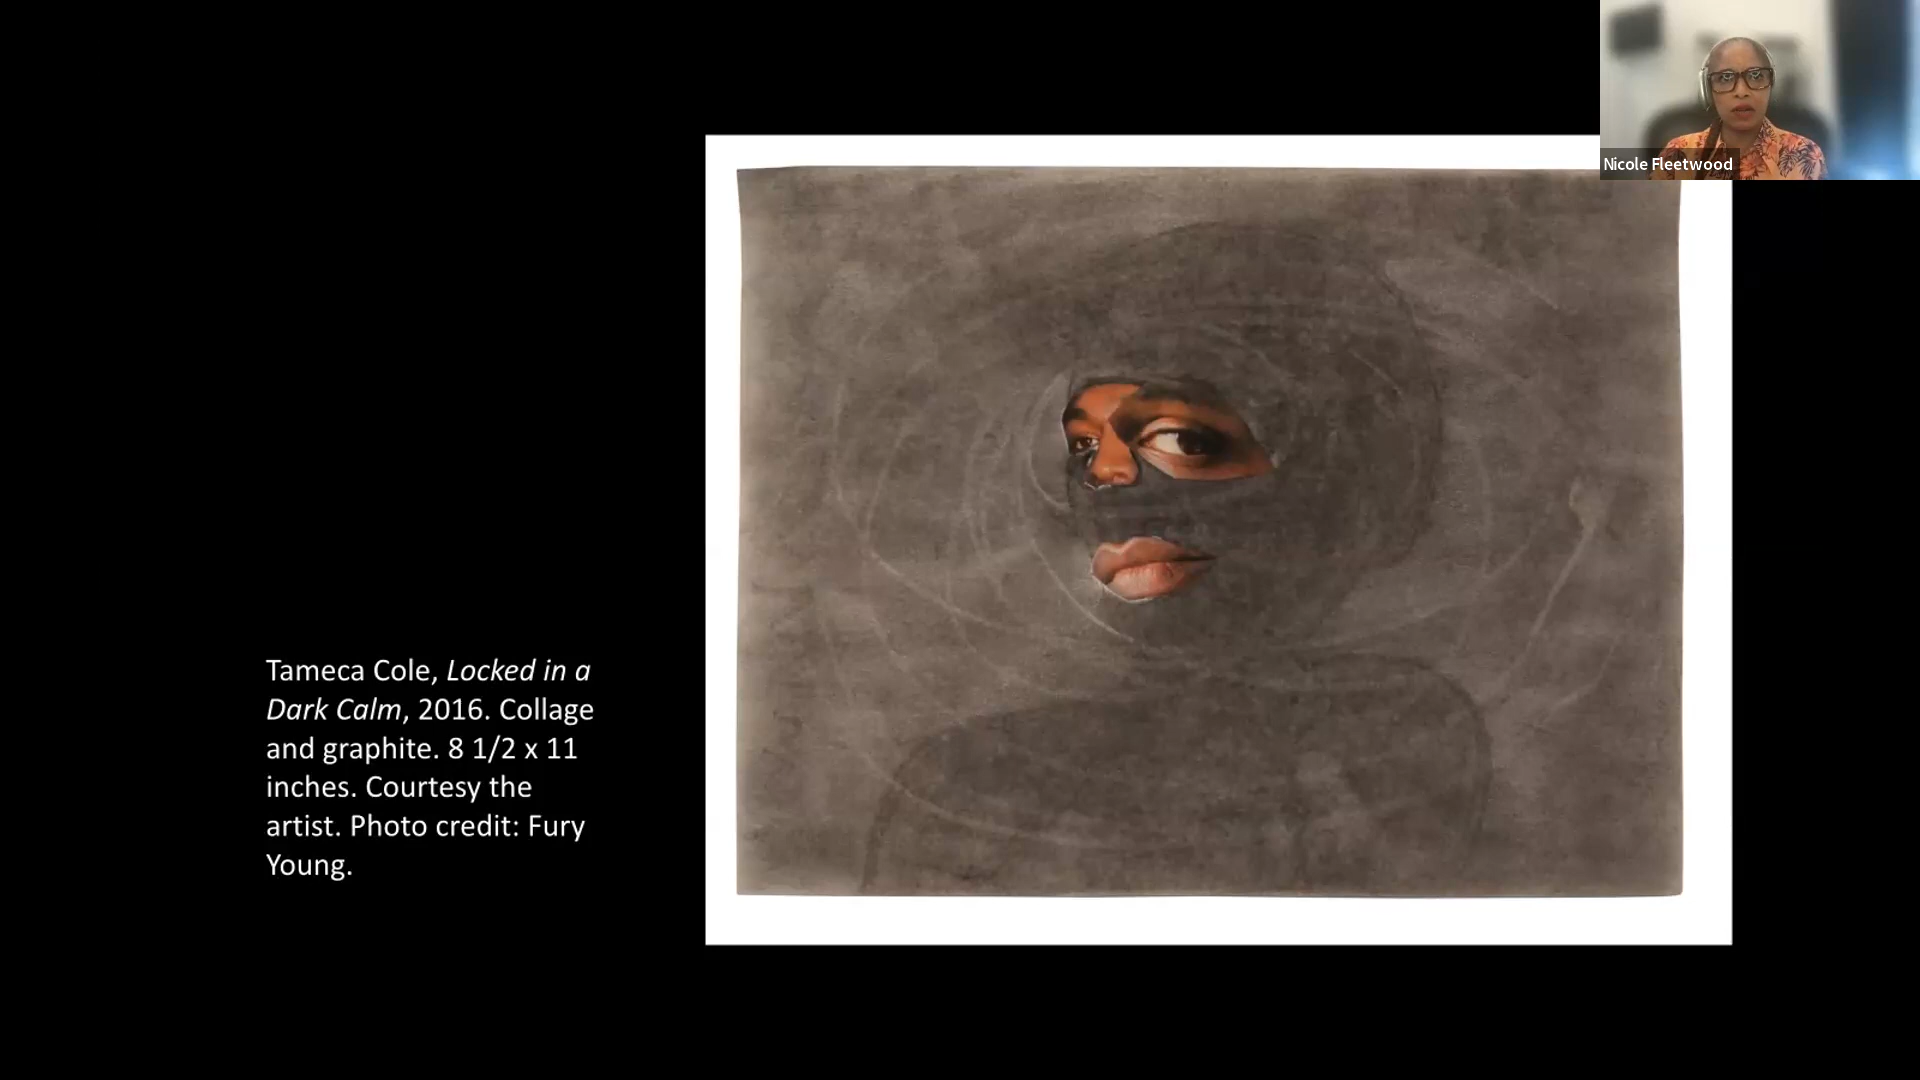 Nicole Fleetwood
Tameca Cole, Locked in a
Dark Calm, 2016. Collage
and graphite. 8 1/2 x 11
inches. Courtesy the
artist. Photo credit: Fury
Young.